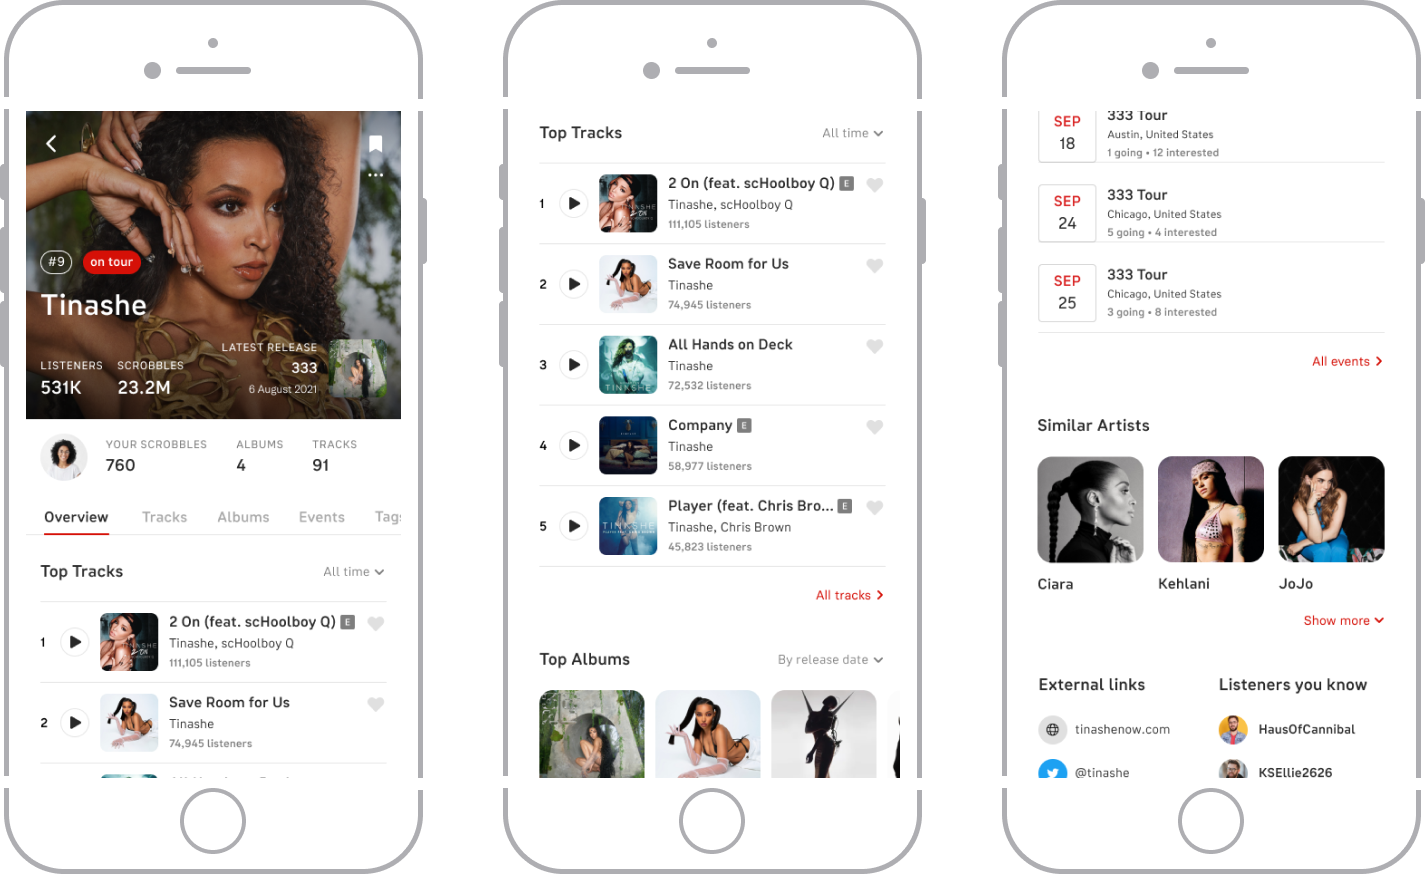 #9
on tour
Tinashe
LATEST RELEASE
333
6 August 2021
LISTENERS
531K
SCROBBLES
23.2M
YOUR SCROBBLES
760
ALBUMS
4
TRACKS
91
Overview
Tracks
Albums
Events
Tags
Top Tracks
All time
1
2 On (feat. scHoolboy Q) E
Tinashe, scHoolboy Q
111,105 listeners
2
Save Room for Us
Tinashe
74,945 listeners
Top Tracks
All time
1
2 On (feat. scHoolboy Q) E
Tinashe, scHoolboy Q
111,105 listeners
2
Save Room for Us
Tinashe
74,945 listeners
3
TINASHE
All Hands on Deck
Tinashe
72,532 listeners
4
Company E
Tinashe
58,977 listeners
5
TINASHE
Player (feat. Chris Bro... E
Tinashe, Chris Brown
45,823 listeners
All tracks
Top Albums
By release date
SEP
18
333 Tour
Austin, United States
1 going • 12 interested
SEP
24
333 Tour
Chicago, United States
5 going • 4 interested
SEP
25
333 Tour
Chicago, United States
3 going • 8 interested
All events
Similar Artists
Ciara
Kehlani
JoJo
Show more
External links
tinashenow.com
@tinashe
Listeners you know
HausOfCannibal
KSEllie2626